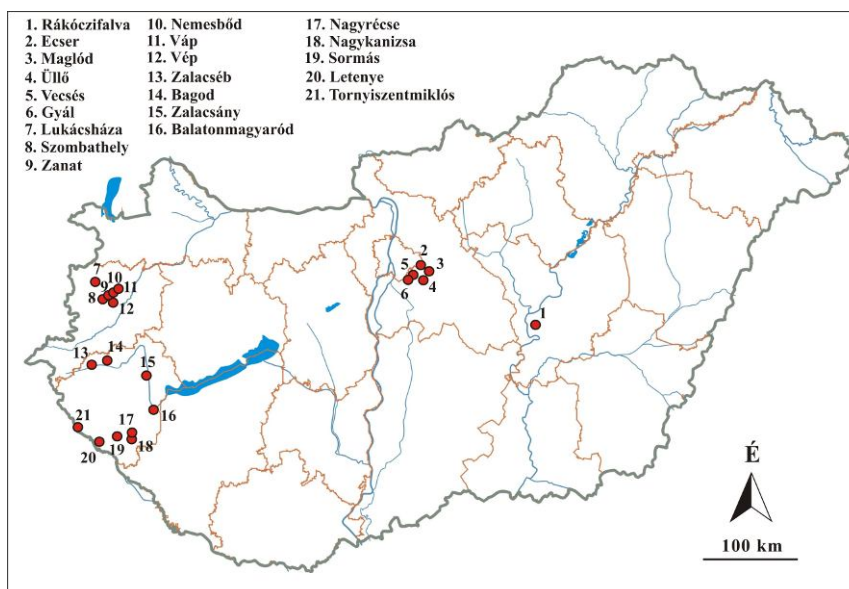 1. Rákóczifalva
2. Ecser
3. Maglód
4. Üllő
5. Vecsés
6. Gyál
7. Lukácsháza
8. Szombathely
9. Zanat
10. Nemesbőd
11. Váp
12. Vép
13. Zalacséb
14. Bagod
15. Zalacsány
16. Balatonmagyaród
17. Nagyrécse
18. Nagykanizsa
19. Sormás
20. Letenye
21. Tornyiszentmiklós
2
5 3
6 4
7
10
9 11
8
12
1
13 14
15
16
21
17
19 18
20
É
100 km